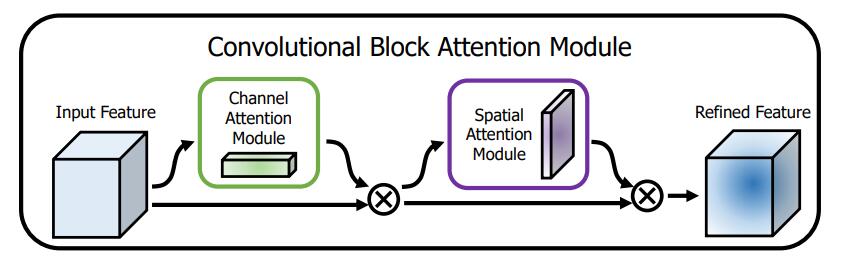 Convolutional Block Attention Module
Input Feature
Channel
Attention
Module
Spatial
Attention
Module
Refined Feature